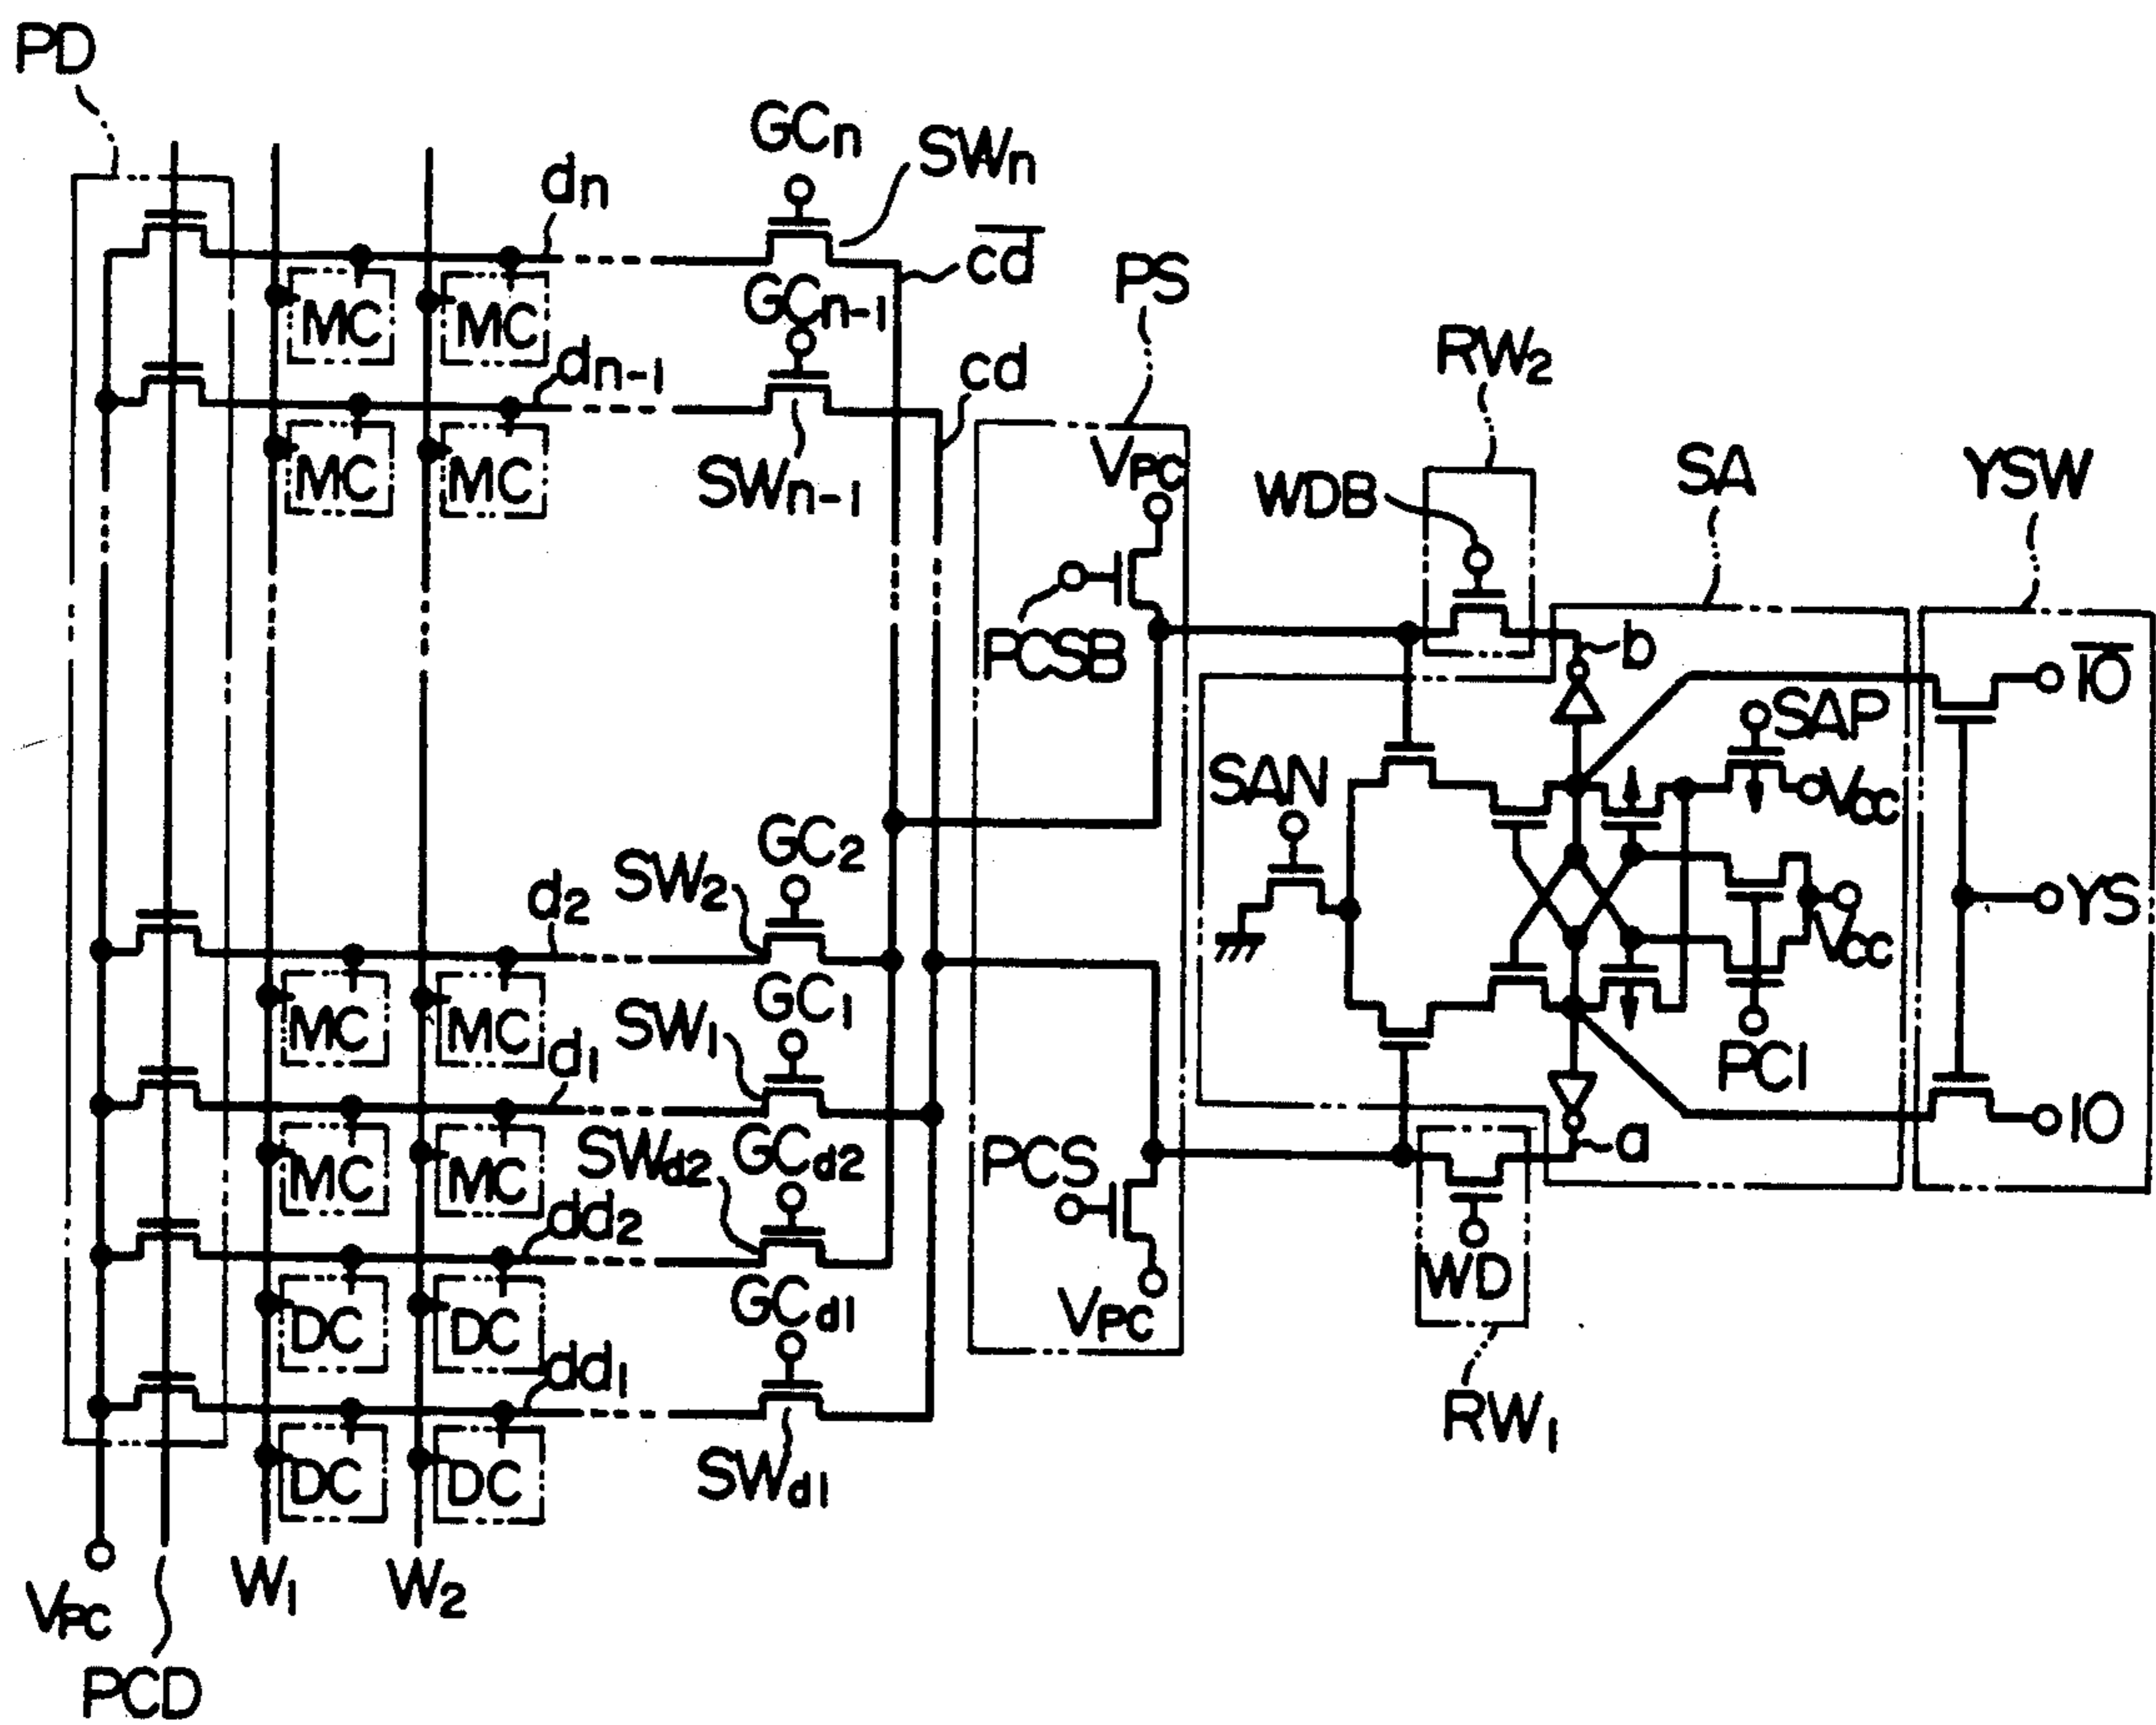 PD
GCn
SWn
dn
c̅d̅
PS
MC MC
GCn-1
RW2
dn-1
cd
VPC
SA
YSW
MC MC
SWn-1
WDB
PCSB
b
I̅O̅
SAP
SAN
VCC
GC2
SW2
d2
YS
VCC
GC1
MC MC
SW1
d1
PCI
IO
SWd2
GCd2
PCS
a
MC MC
dd2
WD
DC DC
GCd1
VPC
dd1
RW1
DC DC
SWd1
W1 W2
VPC
PCD